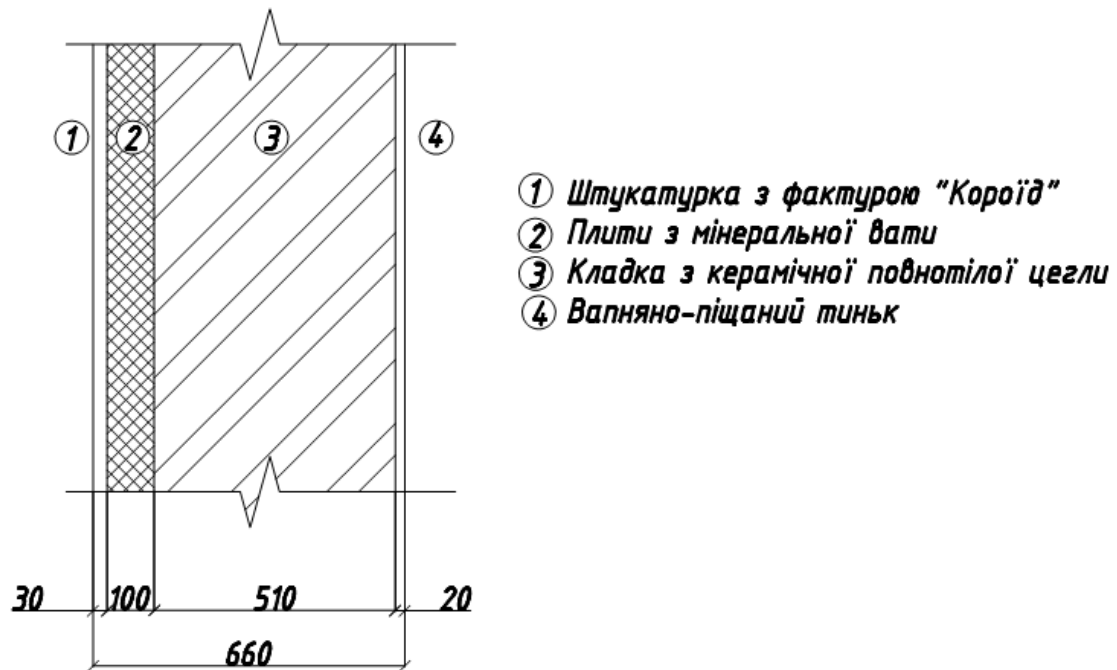 1 2 3 4
1 Штукатурка з фактурою "Короїд"
2 Плити з мінеральної вати
3 Кладка з керамічної повнотілої цегли
4 Вапняно-піщаний тиньк
30 100 510 20
660